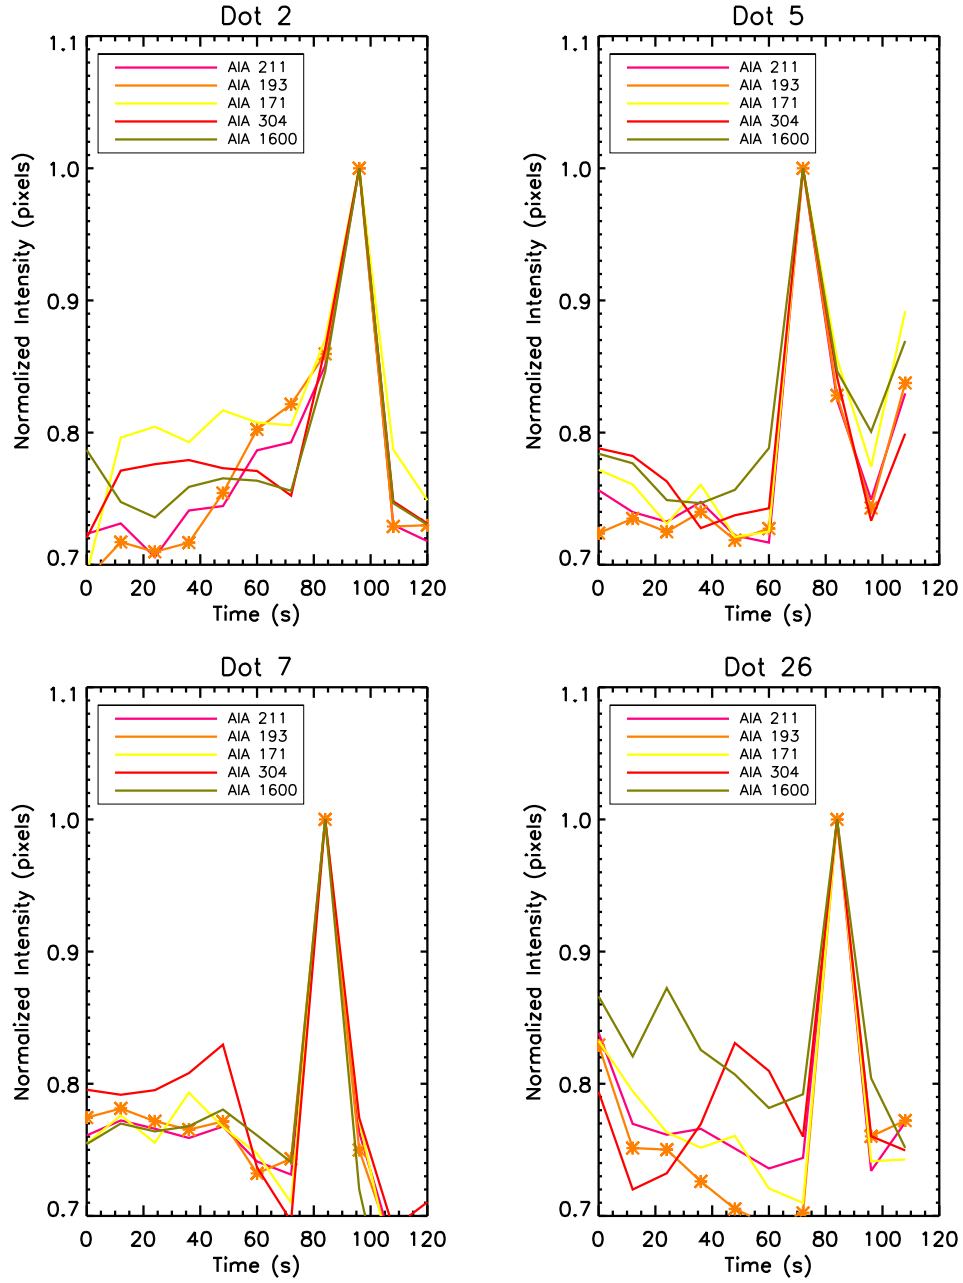 Dot 2
1.1
1.0
0.9
0.8
0.7
Normalized Intensity (pixels)
AIA 211
AIA 193
AIA 171
AIA 304
AIA 1600
0 20 40 60 80 100 120
Time (s)
Dot 5
1.1
1.0
0.9
0.8
0.7
Normalized Intensity (pixels)
AIA 211
AIA 193
AIA 171
AIA 304
AIA 1600
0 20 40 60 80 100 120
Time (s)
Dot 7
1.1
1.0
0.9
0.8
0.7
Normalized Intensity (pixels)
AIA 211
AIA 193
AIA 171
AIA 304
AIA 1600
0 20 40 60 80 100 120
Time (s)
Dot 26
1.1
1.0
0.9
0.8
0.7
Normalized Intensity (pixels)
AIA 211
AIA 193
AIA 171
AIA 304
AIA 1600
0 20 40 60 80 100 120
Time (s)